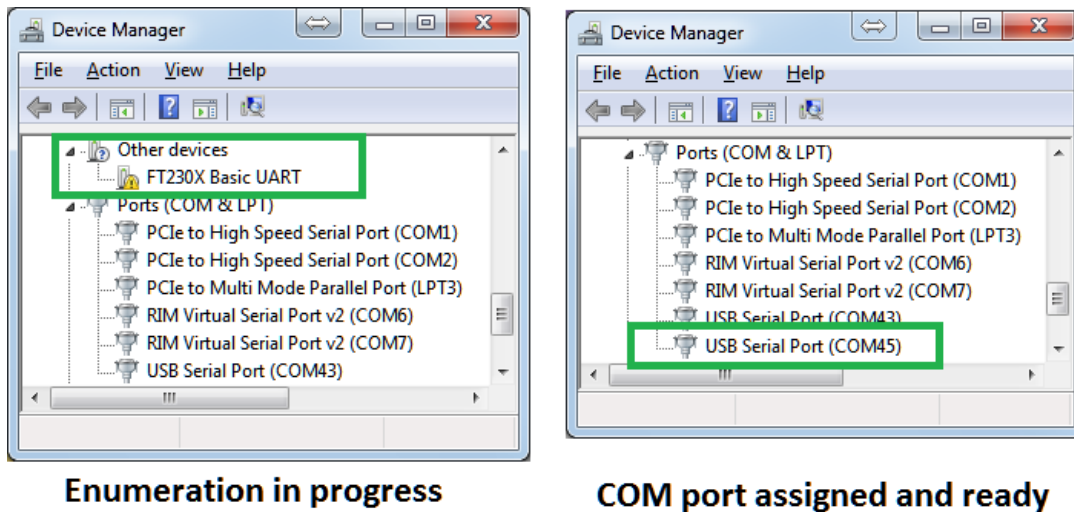 Device Manager
File Action View Help
Other devices
FT230X Basic UART
Ports (COM & LPT)
PCIe to High Speed Serial Port (COM1)
PCIe to High Speed Serial Port (COM2)
PCIe to Multi Mode Parallel Port (LPT3)
RIM Virtual Serial Port v2 (COM6)
RIM Virtual Serial Port v2 (COM7)
USB Serial Port (COM43)
Enumeration in progress
Device Manager
File Action View Help
Ports (COM & LPT)
PCIe to High Speed Serial Port (COM1)
PCIe to High Speed Serial Port (COM2)
PCIe to Multi Mode Parallel Port (LPT3)
RIM Virtual Serial Port v2 (COM6)
RIM Virtual Serial Port v2 (COM7)
USB Serial Port (COM43)
USB Serial Port (COM45)
COM port assigned and ready